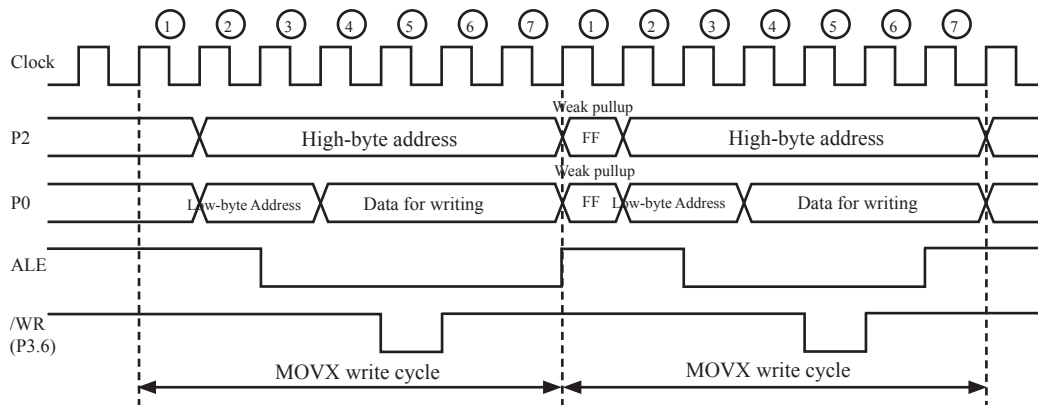 1 2 3 4 5 6 7 1 2 3 4 5 6 7
Clock
Weak pullup
P2 High-byte address FF High-byte address
Weak pullup
P0 Low-byte Address Data for writing FF Low-byte Address Data for writing
ALE
/WR
(P3.6)
MOVX write cycle MOVX write cycle